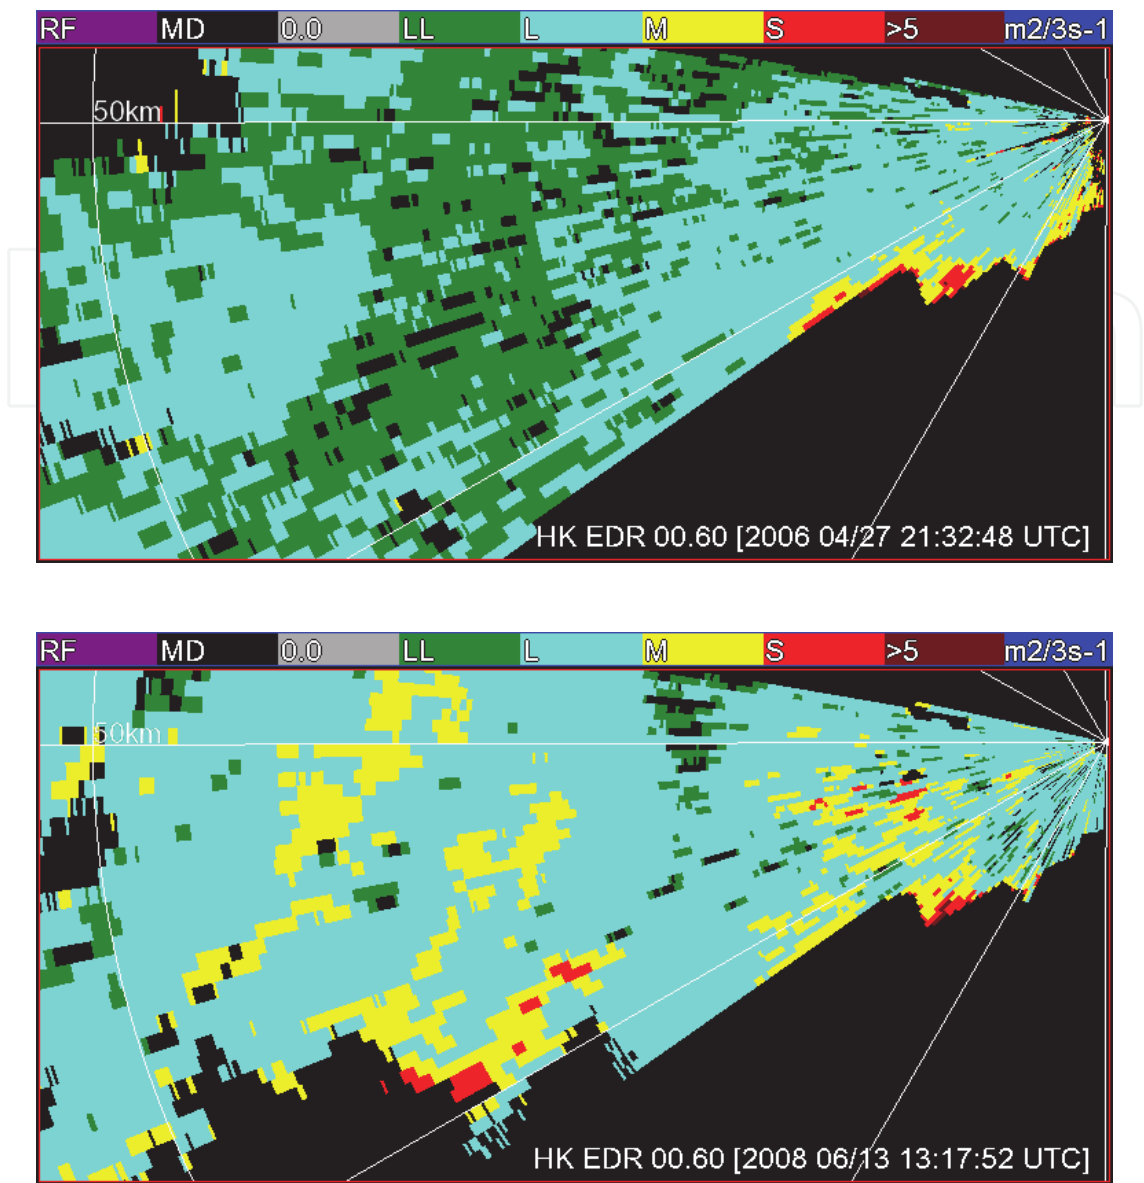 RF MD 0.0 LL L M S >5 m2/3s-1
50km
HK EDR 00.60 [2006 04/27 21:32:48 UTC]
RF MD 0.0 LL L M S >5 m2/3s-1
50km
HK EDR 00.60 [2008 06/13 13:17:52 UTC]